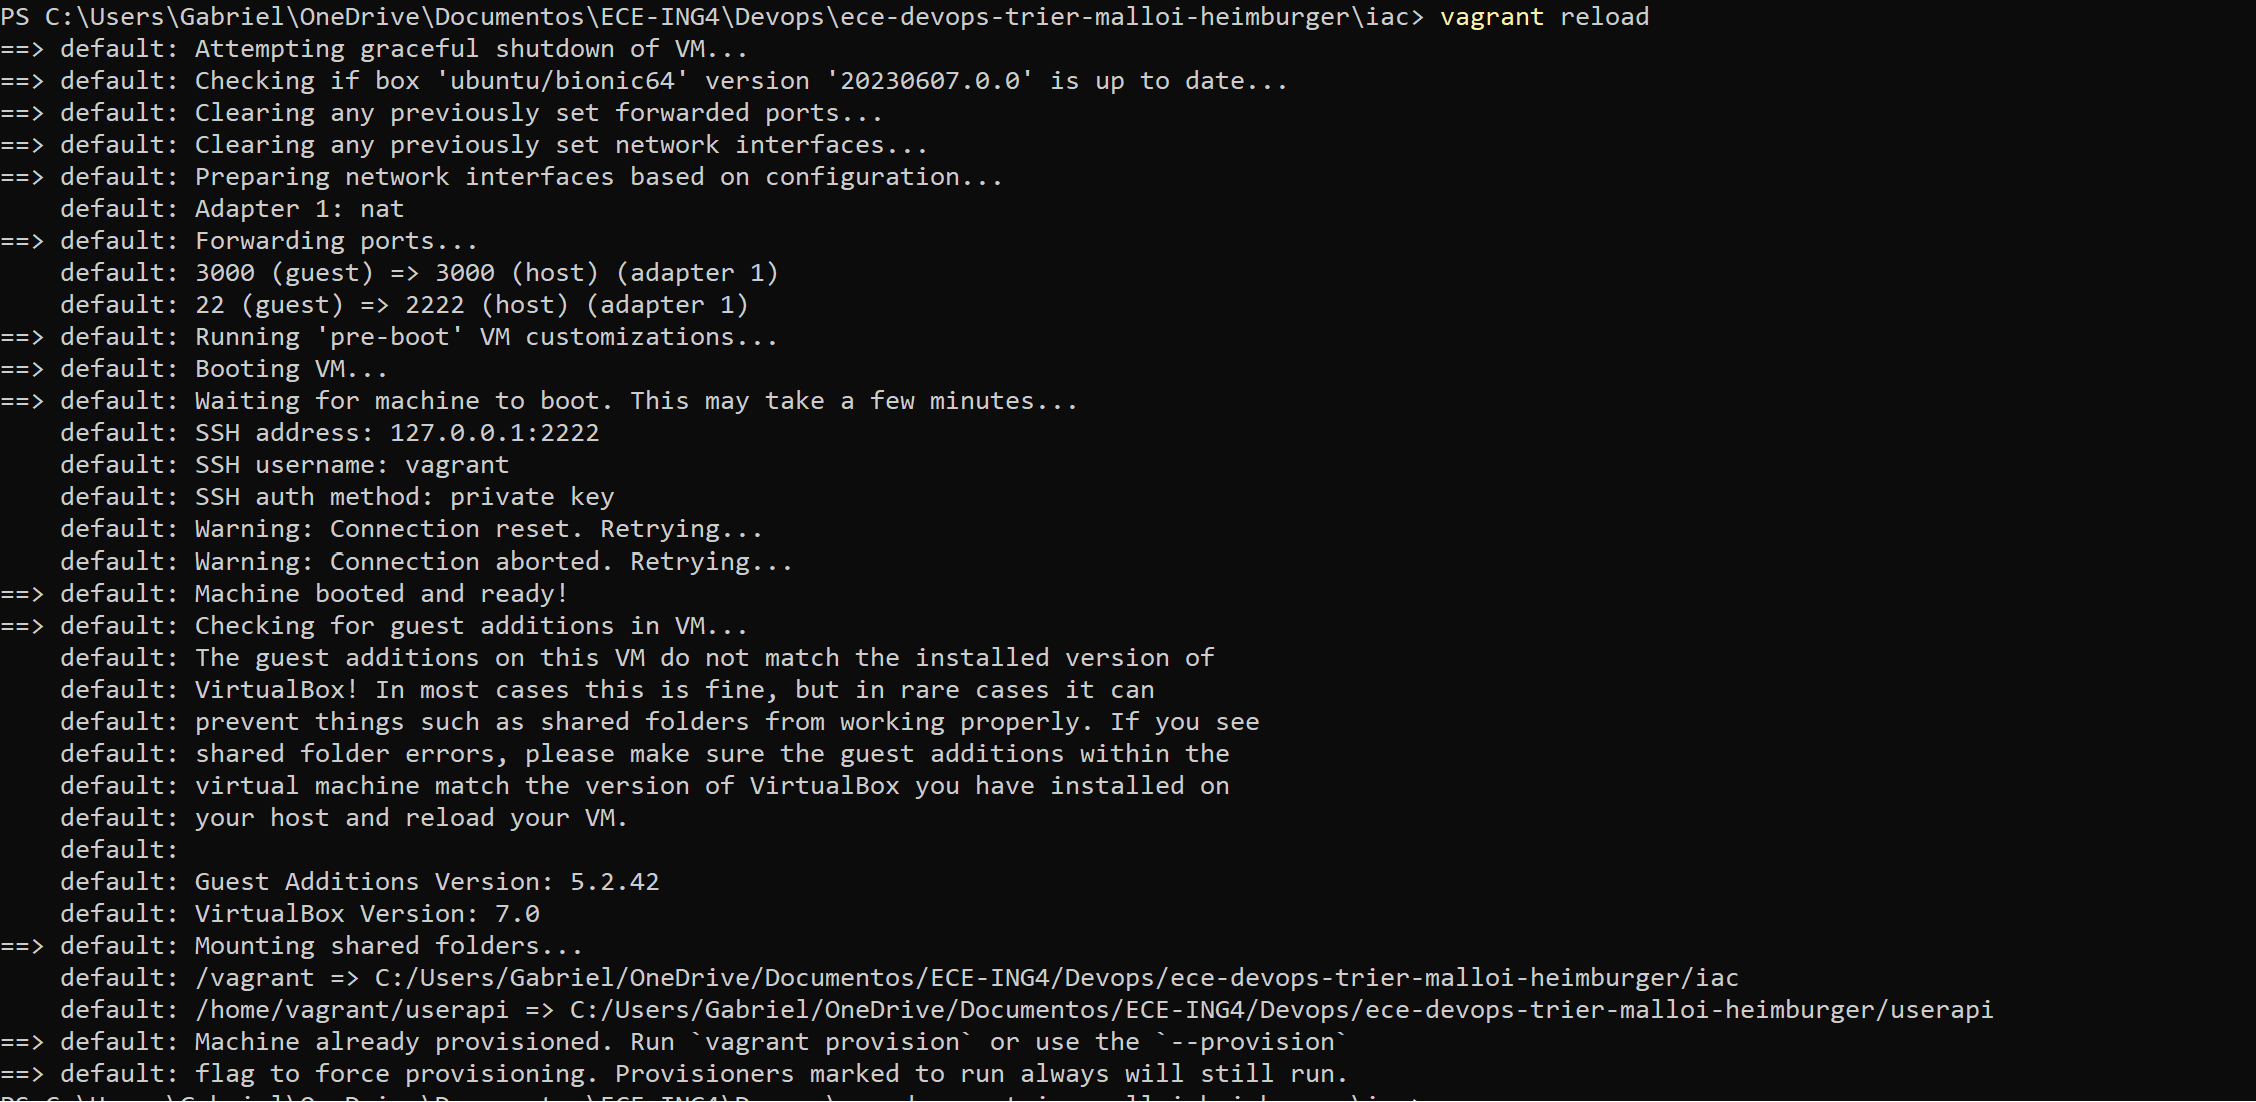 PS C:\Users\Gabriel\OneDrive\Documentos\ECE-ING4\Devops\ece-devops-trier-malloi-heimburger\iac> vagrant reload
==> default: Attempting graceful shutdown of VM...
==> default: Checking if box 'ubuntu/bionic64' version '20230607.0.0' is up to date...
==> default: Clearing any previously set forwarded ports...
==> default: Clearing any previously set network interfaces...
==> default: Preparing network interfaces based on configuration...
    default: Adapter 1: nat
==> default: Forwarding ports...
    default: 3000 (guest) => 3000 (host) (adapter 1)
    default: 22 (guest) => 2222 (host) (adapter 1)
==> default: Running 'pre-boot' VM customizations...
==> default: Booting VM...
==> default: Waiting for machine to boot. This may take a few minutes...
    default: SSH address: 127.0.0.1:2222
    default: SSH username: vagrant
    default: SSH auth method: private key
    default: Warning: Connection reset. Retrying...
    default: Warning: Connection aborted. Retrying...
==> default: Machine booted and ready!
==> default: Checking for guest additions in VM...
    default: The guest additions on this VM do not match the installed version of
    default: VirtualBox! In most cases this is fine, but in rare cases it can
    default: prevent things such as shared folders from working properly. If you see
    default: shared folder errors, please make sure the guest additions within the
    default: virtual machine match the version of VirtualBox you have installed on
    default: your host and reload your VM.
    default:
    default: Guest Additions Version: 5.2.42
    default: VirtualBox Version: 7.0
==> default: Mounting shared folders...
    default: /vagrant => C:/Users/Gabriel/OneDrive/Documentos/ECE-ING4/Devops/ece-devops-trier-malloi-heimburger/iac
    default: /home/vagrant/userapi => C:/Users/Gabriel/OneDrive/Documentos/ECE-ING4/Devops/ece-devops-trier-malloi-heimburger/userapi
==> default: Machine already provisioned. Run `vagrant provision` or use the `--provision`
==> default: flag to force provisioning. Provisioners marked to run always will still run.